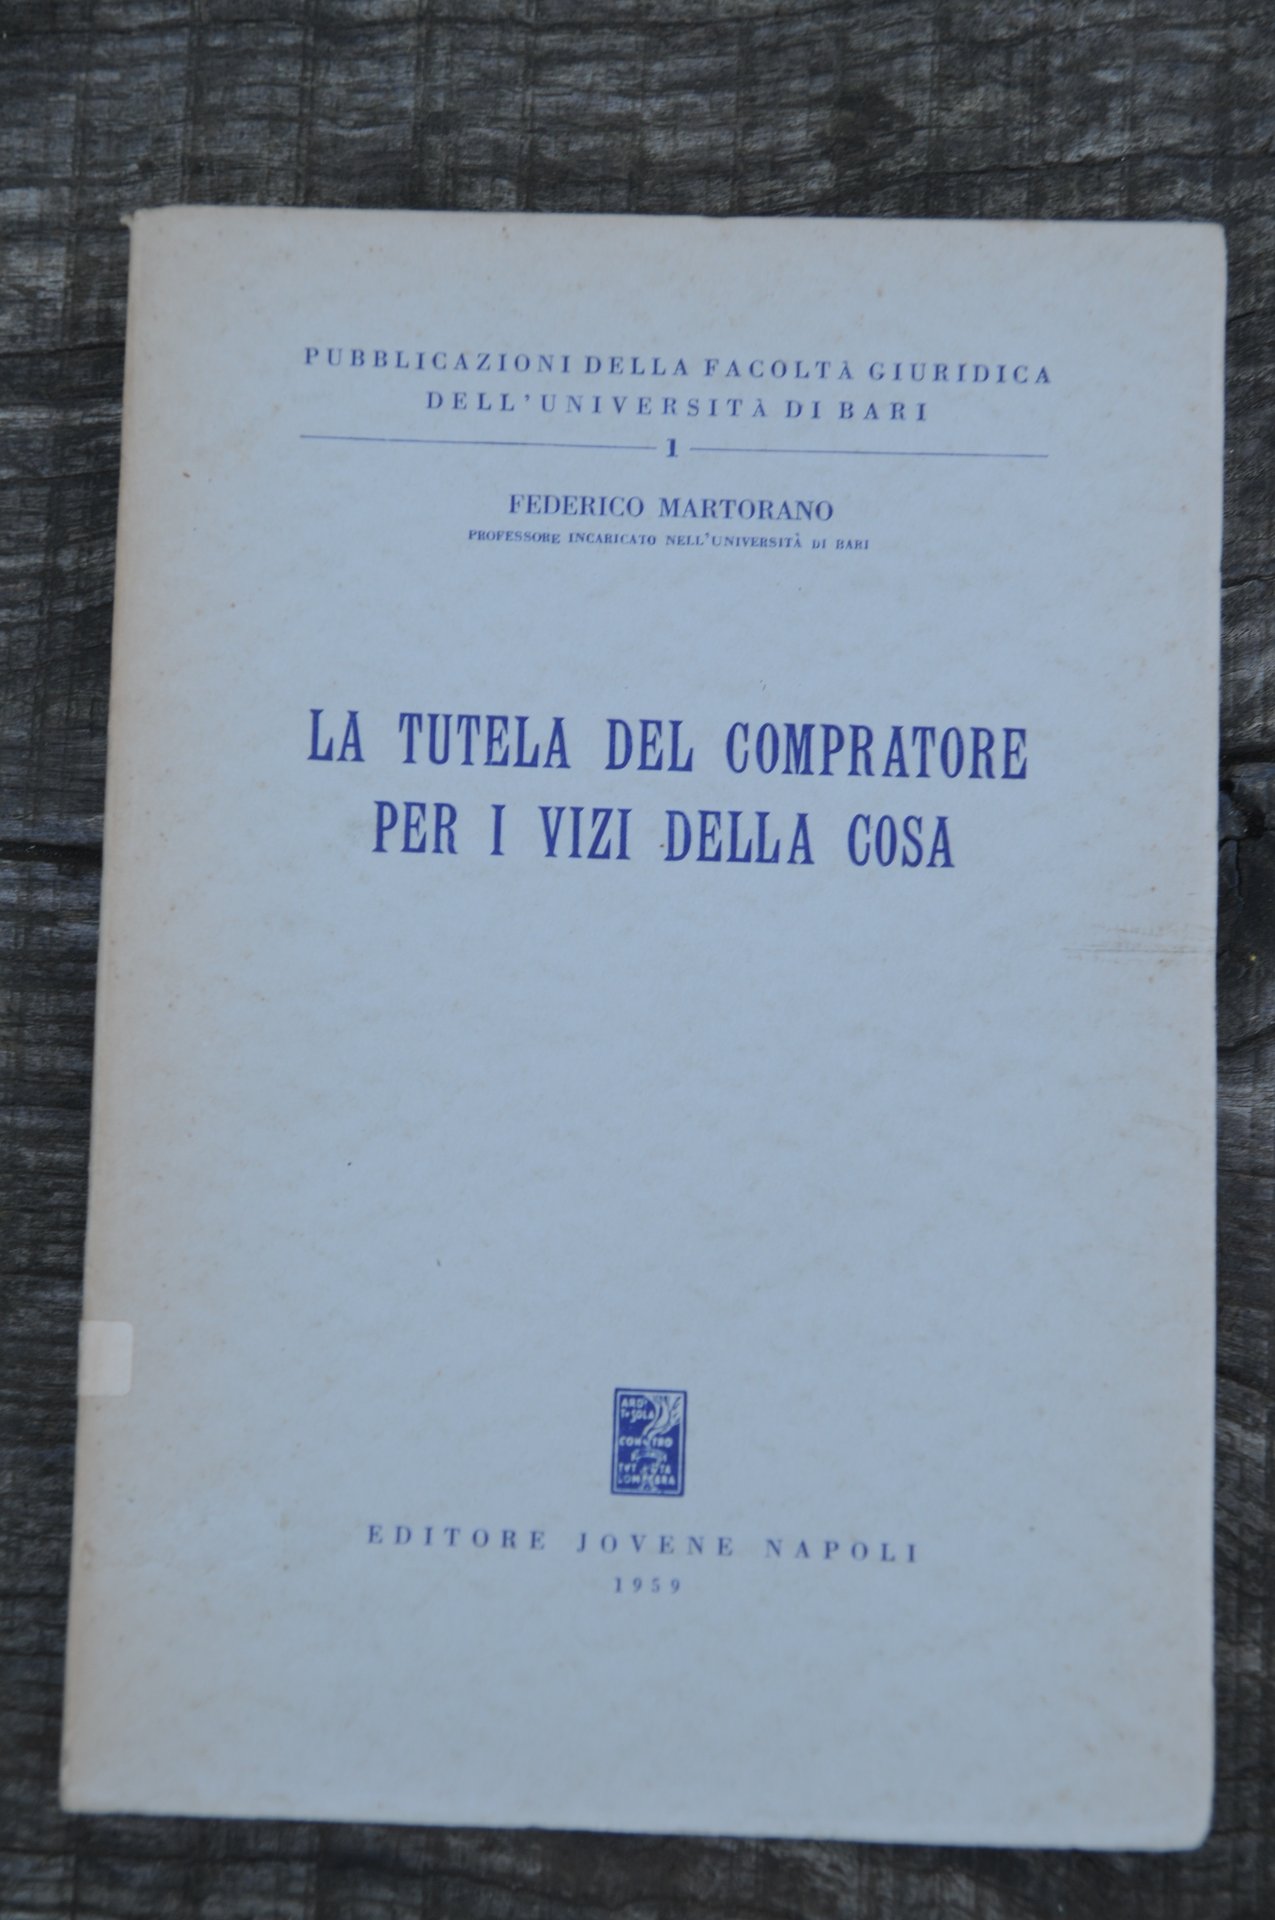 PUBBLICAZIONI DELLA FACOLTÀ GIURIDICA
DELL'UNIVERSITÀ DI BARI
1
FEDERICO MARTORANO
PROFESSORE INCARICATO NELL'UNIVERSITÀ DI BARI
LA TUTELA DEL COMPRATORE
PER I VIZI DELLA COSA
SOLA
EDITORE JOVENE NAPOLI
1959